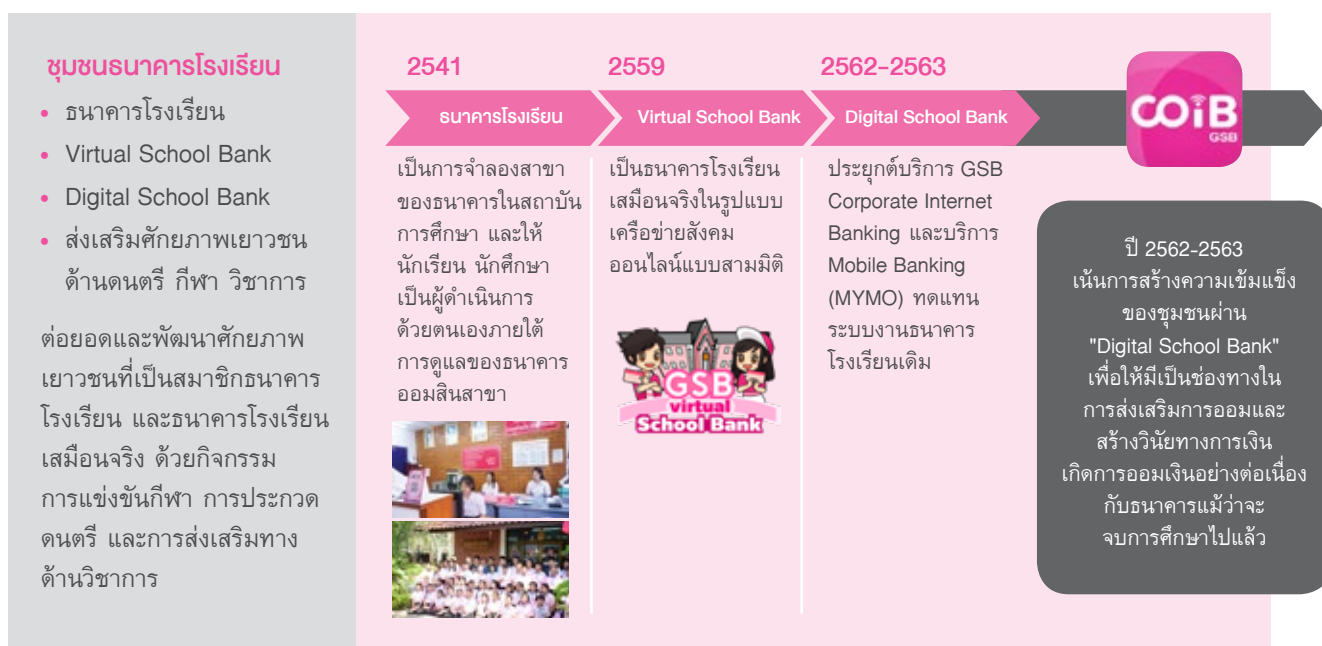 ชุมชนธนาคารโรงเรียน
• ธนาคารโรงเรียน
• Virtual School Bank
• Digital School Bank
• ส่งเสริมศักยภาพเยาวชน
ด้านดนตรี กีฬา วิชาการ
ต่อยอดและพัฒนาศักยภาพ
เยาวชนที่เป็นสมาชิกธนาคาร
โรงเรียน และธนาคารโรงเรียน
เสมือนจริง ด้วยกิจกรรม
การแข่งขันกีฬา การประกวด
ดนตรี และการส่งเสริมทาง
ด้านวิชาการ
2541
ธนาคารโรงเรียน
เป็นการจำลองสาขา
ของธนาคารในสถาบัน
การศึกษา และให้
นักเรียน นักศึกษา
เป็นผู้ดำเนินการ
ด้วยตนเองภายใต้
การดูแลของธนาคาร
ออมสินสาขา
2559
Virtual School Bank
เป็นธนาคารโรงเรียน
เสมือนจริงในรูปแบบ
เครือข่ายสังคม
ออนไลน์แบบสามมิติ
GSB
virtual
School Bank
2562-2563
Digital School Bank
ประยุกต์บริการ GSB
Corporate Internet
Banking และบริการ
Mobile Banking
(MYMO) ทดแทน
ระบบงานธนาคาร
โรงเรียนเดิม
COiB
GSB
ปี 2562-2563
เน้นการสร้างความเข้มแข็ง
ของชุมชนผ่าน
"Digital School Bank"
เพื่อให้มีเป็นช่องทางใน
การส่งเสริมการออมและ
สร้างวินัยทางการเงิน
เกิดการออมเงินอย่างต่อเนื่อง
กับธนาคารแม้ว่าจะ
จบการศึกษาไปแล้ว